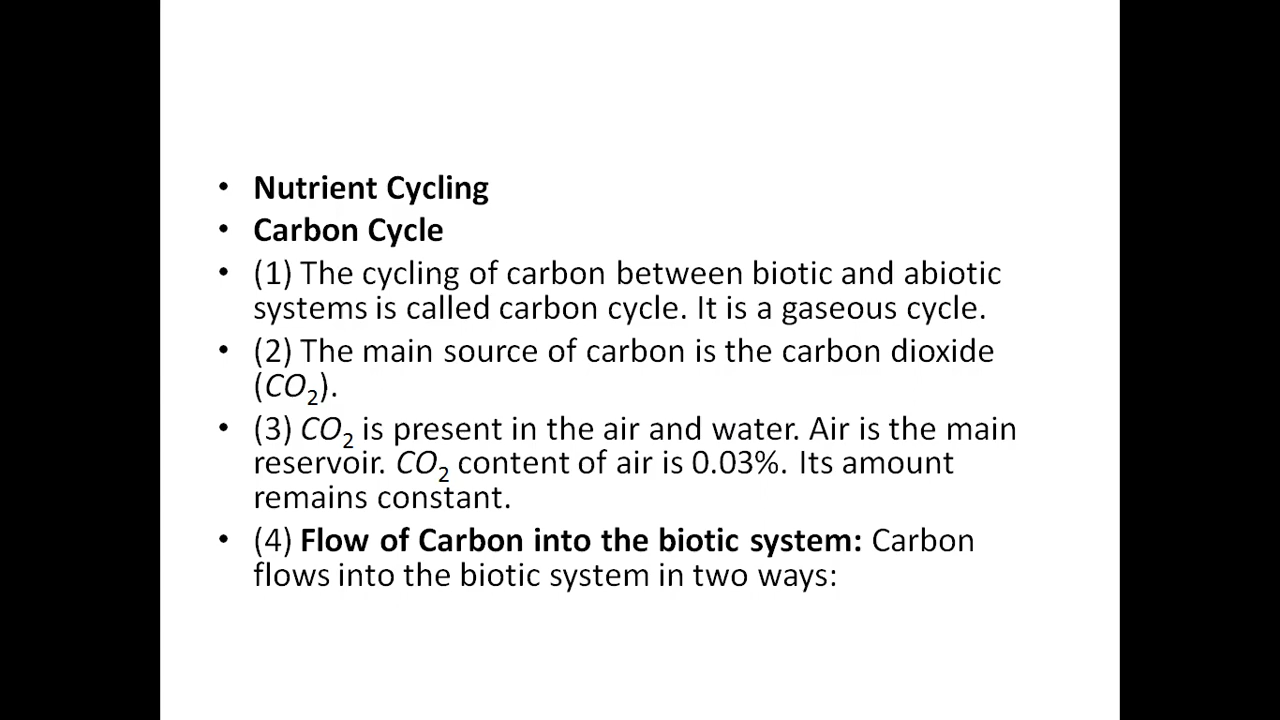 • Nutrient Cycling
• Carbon Cycle
• (1) The cycling of carbon between biotic and abiotic
systems is called carbon cycle. It is a gaseous cycle.
• (2) The main source of carbon is the carbon dioxide
(CO₂).
• (3) CO₂ is present in the air and water. Air is the main
reservoir. CO₂ content of air is 0.03%. Its amount
remains constant.
• (4) Flow of Carbon into the biotic system: Carbon
flows into the biotic system in two ways: